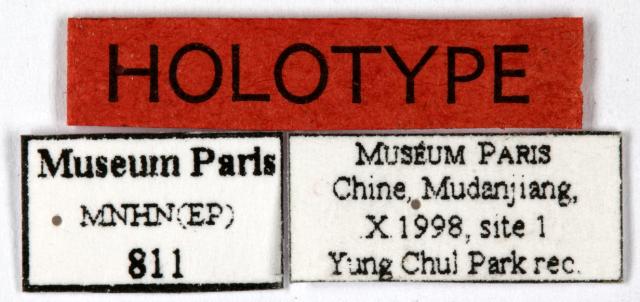 HOLOTYPE
Museum Paris
MNHN(EP)
811
MUSÉUM PARIS
Chine, Mudanjiang,
X 1998, site 1
Yung Chul Park rec.